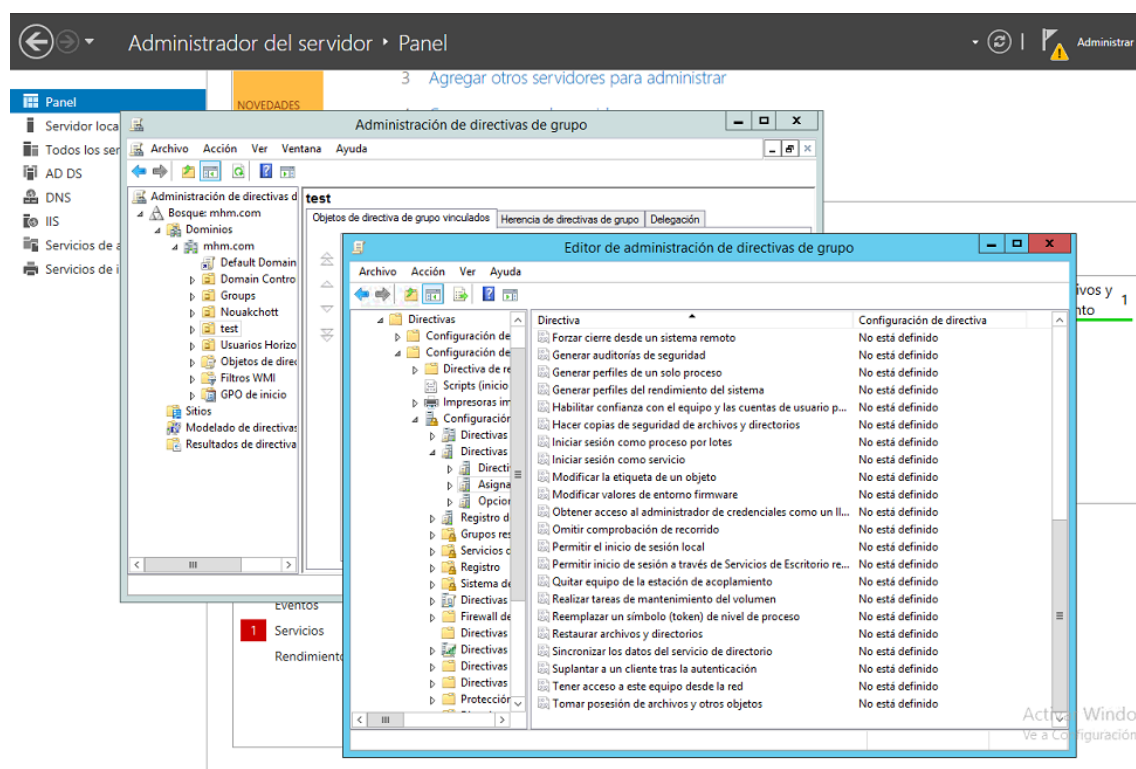 Administrador del servidor ‣ Panel
Administrar
3 Agregar otros servidores para administrar
NOVEDADES
Panel
Servidor loca
Todos los ser
AD DS
DNS
IIS
Servicios de a
Servicios de i
Administración de directivas de grupo
Archivo Acción Ver Ventana Ayuda
Administración de directivas d
Bosque: mhm.com
Dominios
mhm.com
Default Domain
Domain Contro
Groups
Nouakchott
test
Usuarios Horizo
Objetos de direc
Filtros WMI
GPO de inicio
Sitios
Modelado de directivas
Resultados de directiva
test
Objetos de directiva de grupo vinculados Herencia de directivas de grupo Delegación
Editor de administración de directivas de grupo
Archivo Acción Ver Ayuda
Directivas
Configuración de
Configuración de
Directiva de re
Scripts (inicio
Impresoras im
Configuración
Directivas
Directivas
Directi
Asigna
Opcion
Registro d
Grupos res
Servicios c
Registro
Sistema de
Directivas
Firewall de
Directivas
Directivas
Directivas
Directivas
Protección
Directiva Configuración de directiva
Forzar cierre desde un sistema remoto No está definido
Generar auditorías de seguridad No está definido
Generar perfiles de un solo proceso No está definido
Generar perfiles del rendimiento del sistema No está definido
Habilitar confianza con el equipo y las cuentas de usuario p... No está definido
Hacer copias de seguridad de archivos y directorios No está definido
Iniciar sesión como proceso por lotes No está definido
Iniciar sesión como servicio No está definido
Modificar la etiqueta de un objeto No está definido
Modificar valores de entorno firmware No está definido
Obtener acceso al administrador de credenciales como un ll... No está definido
Omitir comprobación de recorrido No está definido
Permitir el inicio de sesión local No está definido
Permitir inicio de sesión a través de Servicios de Escritorio re... No está definido
Quitar equipo de la estación de acoplamiento No está definido
Realizar tareas de mantenimiento del volumen No está definido
Reemplazar un símbolo (token) de nivel de proceso No está definido
Restaurar archivos y directorios No está definido
Sincronizar los datos del servicio de directorio No está definido
Suplantar a un cliente tras la autenticación No está definido
Tener acceso a este equipo desde la red No está definido
Tomar posesión de archivos y otros objetos No está definido
ivos y 1
nto
Eventos
1 Servicios
Rendimiento
Activar Windo
Ve a Configuración